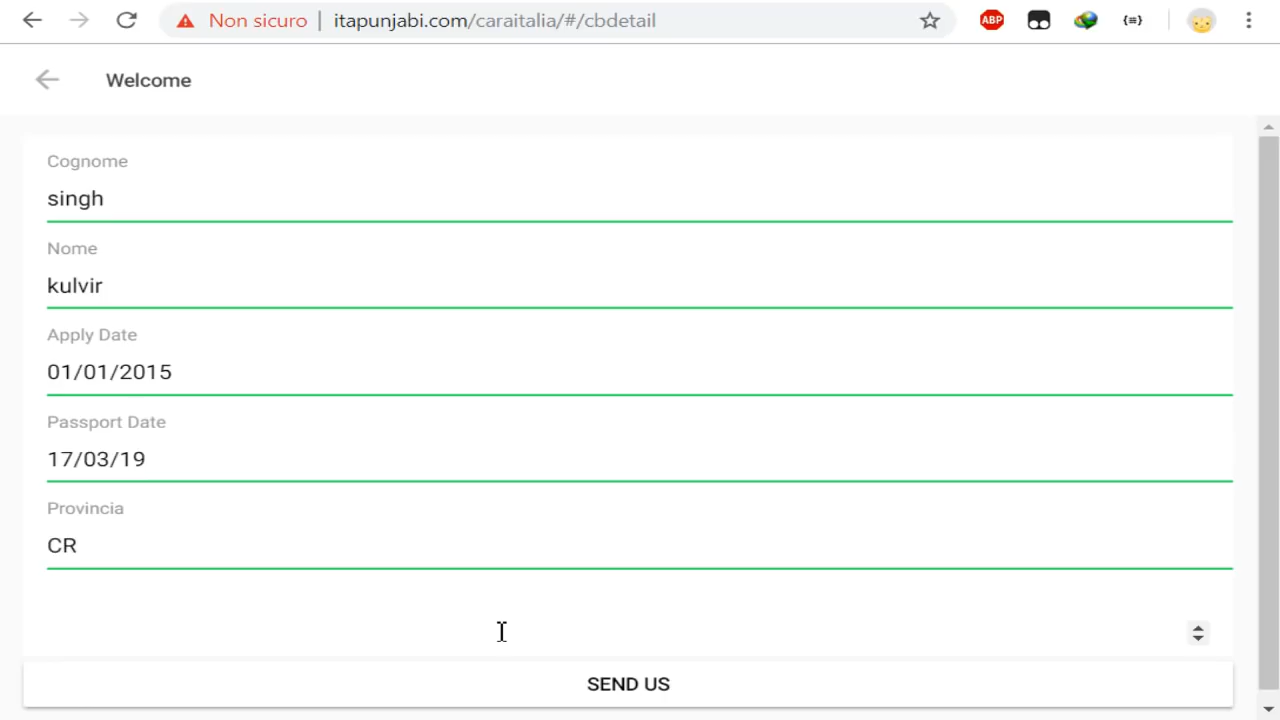 Non sicuro | itapunjabi.com/caraitalia/#/cbdetail
ABP
Welcome
Cognome
singh
Nome
kulvir
Apply Date
01/01/2015
Passport Date
17/03/19
Provincia
CR
SEND US